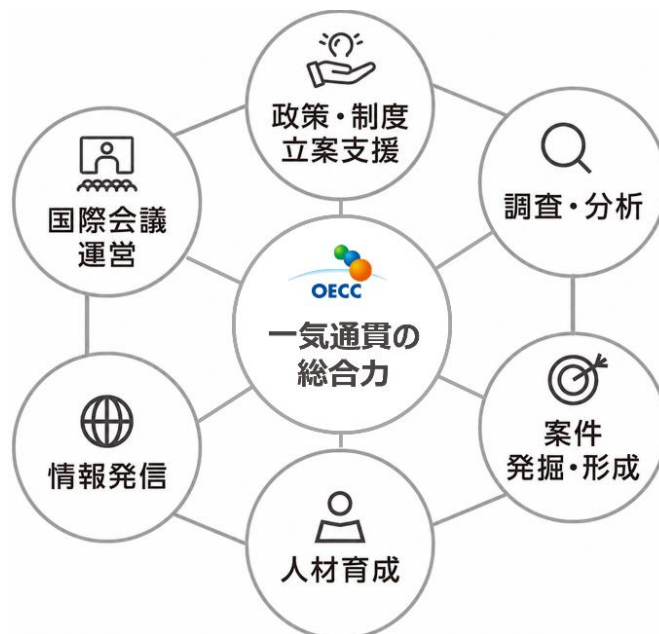 政策・制度
立案支援
国際会議
運営
調査・分析
OECC
一気通貫の
総合力
情報発信
案件
発掘・形成
人材育成